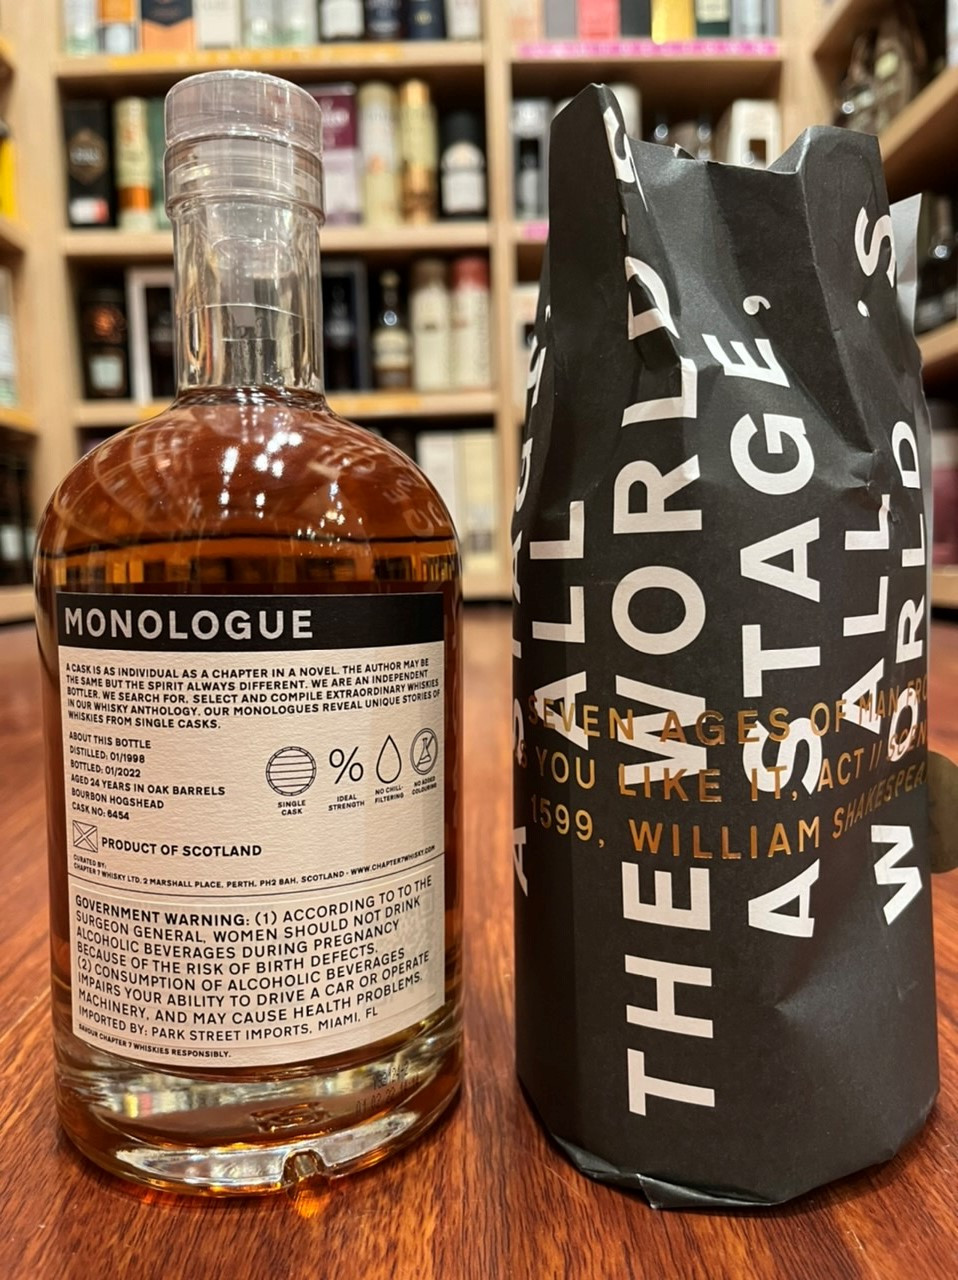 MONOLOGUE
A CASK IS AS INDIVIDUAL AS A CHAPTER IN A NOVEL. THE AUTHOR MAY BE
THE SAME BUT THE SPIRIT ALWAYS DIFFERENT. WE ARE AN INDEPENDENT
BOTTLER. WE SEARCH FOR, SELECT AND COMPILE EXTRAORDINARY WHISKIES
IN OUR WHISKY ANTHOLOGY. OUR MONOLOGUES REVEAL UNIQUE STORIES OF
WHISKIES FROM SINGLE CASKS.
ABOUT THIS BOTTLE
DISTILLED: 01/1998
BOTTLED: 01/2022
AGED 24 YEARS IN OAK BARRELS
BOURBON HOGSHEAD
CASK NO: 6454
SINGLE
CASK
%
IDEAL
STRENGTH
NO CHILL-
FILTERING
NO ADDED
COLOURING
PRODUCT OF SCOTLAND
CURATED BY:
CHAPTER 7 WHISKY LTD, 2 MARSHALL PLACE, PERTH, PH2 8AH, SCOTLAND - WWW.CHAPTER7WHISKY.COM
GOVERNMENT WARNING: (1) ACCORDING TO TO THE
SURGEON GENERAL, WOMEN SHOULD NOT DRINK
ALCOHOLIC BEVERAGES DURING PREGNANCY
BECAUSE OF THE RISK OF BIRTH DEFECTS.
(2) CONSUMPTION OF ALCOHOLIC BEVERAGES
IMPAIRS YOUR ABILITY TO DRIVE A CAR OR OPERATE
MACHINERY, AND MAY CAUSE HEALTH PROBLEMS.
IMPORTED BY: PARK STREET IMPORTS, MIAMI, FL
SAVOUR CHAPTER 7 WHISKIES RESPONSIBLY.
ALL
THE WORLD'S
A STAGE,
ALL
WORLD'S
SEVEN AGES OF MAN
YOU LIKE IT, ACT II
1599, WILLIAM